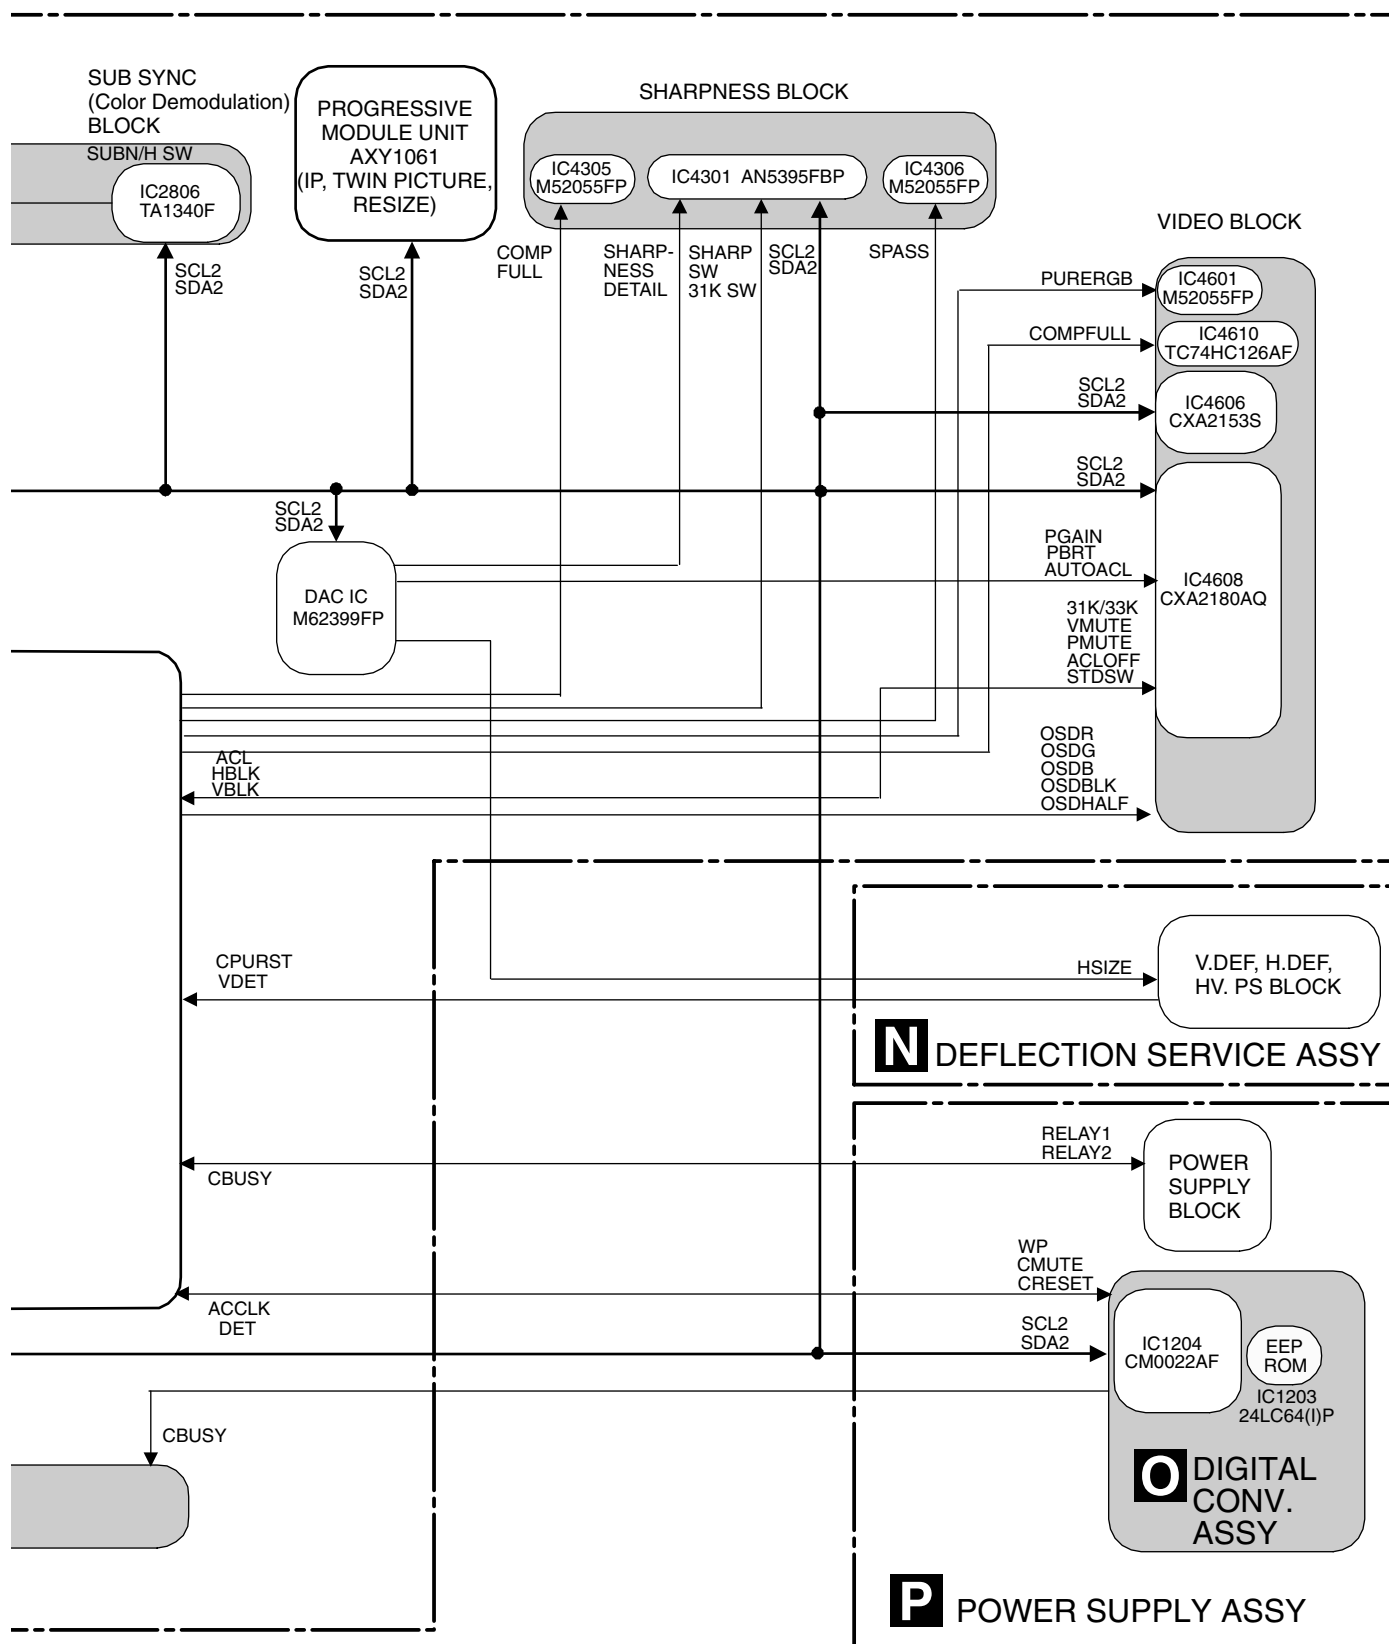 SUB SYNC
(Color Demodulation)
BLOCK
SUBN/H SW
IC2806
TA1340F
SCL2
SDA2
PROGRESSIVE
MODULE UNIT
AXY1061
(IP, TWIN PICTURE,
RESIZE)
SCL2
SDA2
SHARPNESS BLOCK
IC4305
M52055FP
IC4301 AN5395FBP
IC4306
M52055FP
COMP
FULL
SHARP-
NESS
DETAIL
SHARP
SW
31K SW
SCL2
SDA2
SPASS
VIDEO BLOCK
PURERGB
IC4601
M52055FP
COMPFULL
IC4610
TC74HC126AF
SCL2
SDA2
IC4606
CXA2153S
SCL2
SDA2
SCL2
SDA2
DAC IC
M62399FP
PGAIN
PBRT
AUTOACL
IC4608
CXA2180AQ
31K/33K
VMUTE
PMUTE
ACLOFF
STDSW
ACL
HBLK
VBLK
OSDR
OSDG
OSDB
OSDBLK
OSDHALF
CPURST
VDET
HSIZE
V.DEF, H.DEF,
HV. PS BLOCK
N DEFLECTION SERVICE ASSY
RELAY1
RELAY2
CBUSY
POWER
SUPPLY
BLOCK
WP
CMUTE
CRESET
ACCLK
DET
SCL2
SDA2
IC1204
CM0022AF
EEP
ROM
IC1203
24LC64(I)P
CBUSY
O DIGITAL
CONV.
ASSY
P POWER SUPPLY ASSY